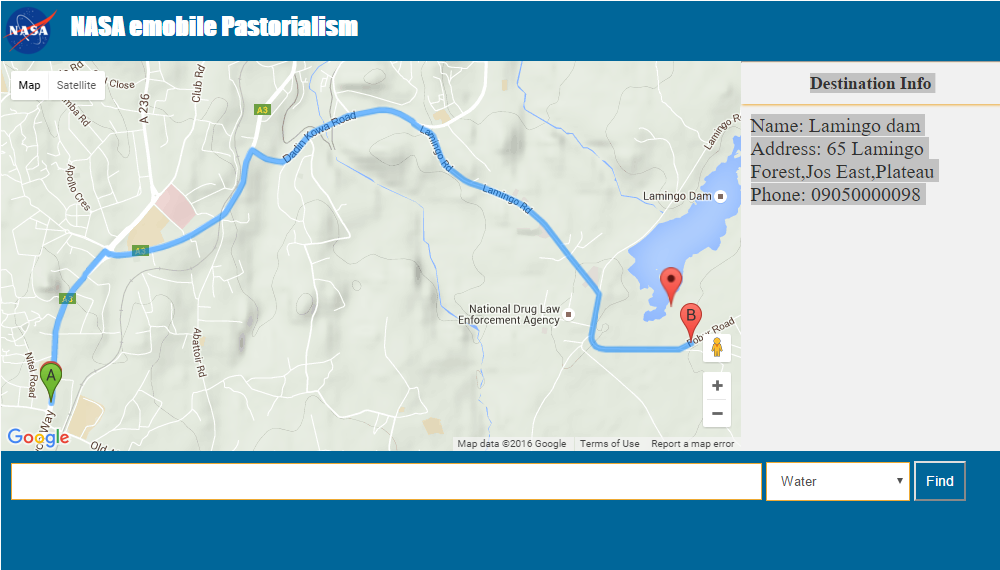 NASA
NASA emobile Pastorialism
Map
Satellite
Close
Rd
A 236
Club Rd
A3
Dadin Kowa Road
Lamingo Rd
Lamingo Rd
Apollo Cres
Lamingo Dam
A3
A3
National Drug Law
Enforcement Agency
Nitel Road
Abattoir Rd
A
B
Way
Google
Map data ©2016 Google
Terms of Use
Report a map error
Destination Info
Name: Lamingo dam
Address: 65 Lamingo
Forest,Jos East,Plateau
Phone: 09050000098
Water
Find